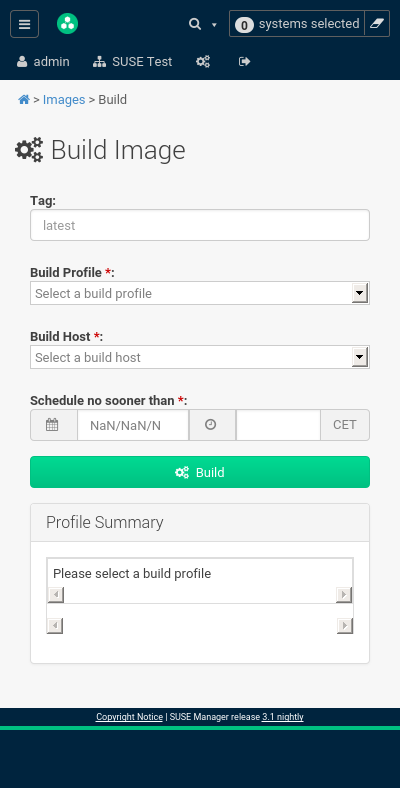 0 systems selected
admin SUSE Test
> Images > Build
Build Image
Tag:
latest
Build Profile *:
Select a build profile
Build Host *:
Select a build host
Schedule no sooner than *:
NaN/NaN/N CET
Build
Profile Summary
Please select a build profile
Copyright Notice | SUSE Manager release 3.1 nightly